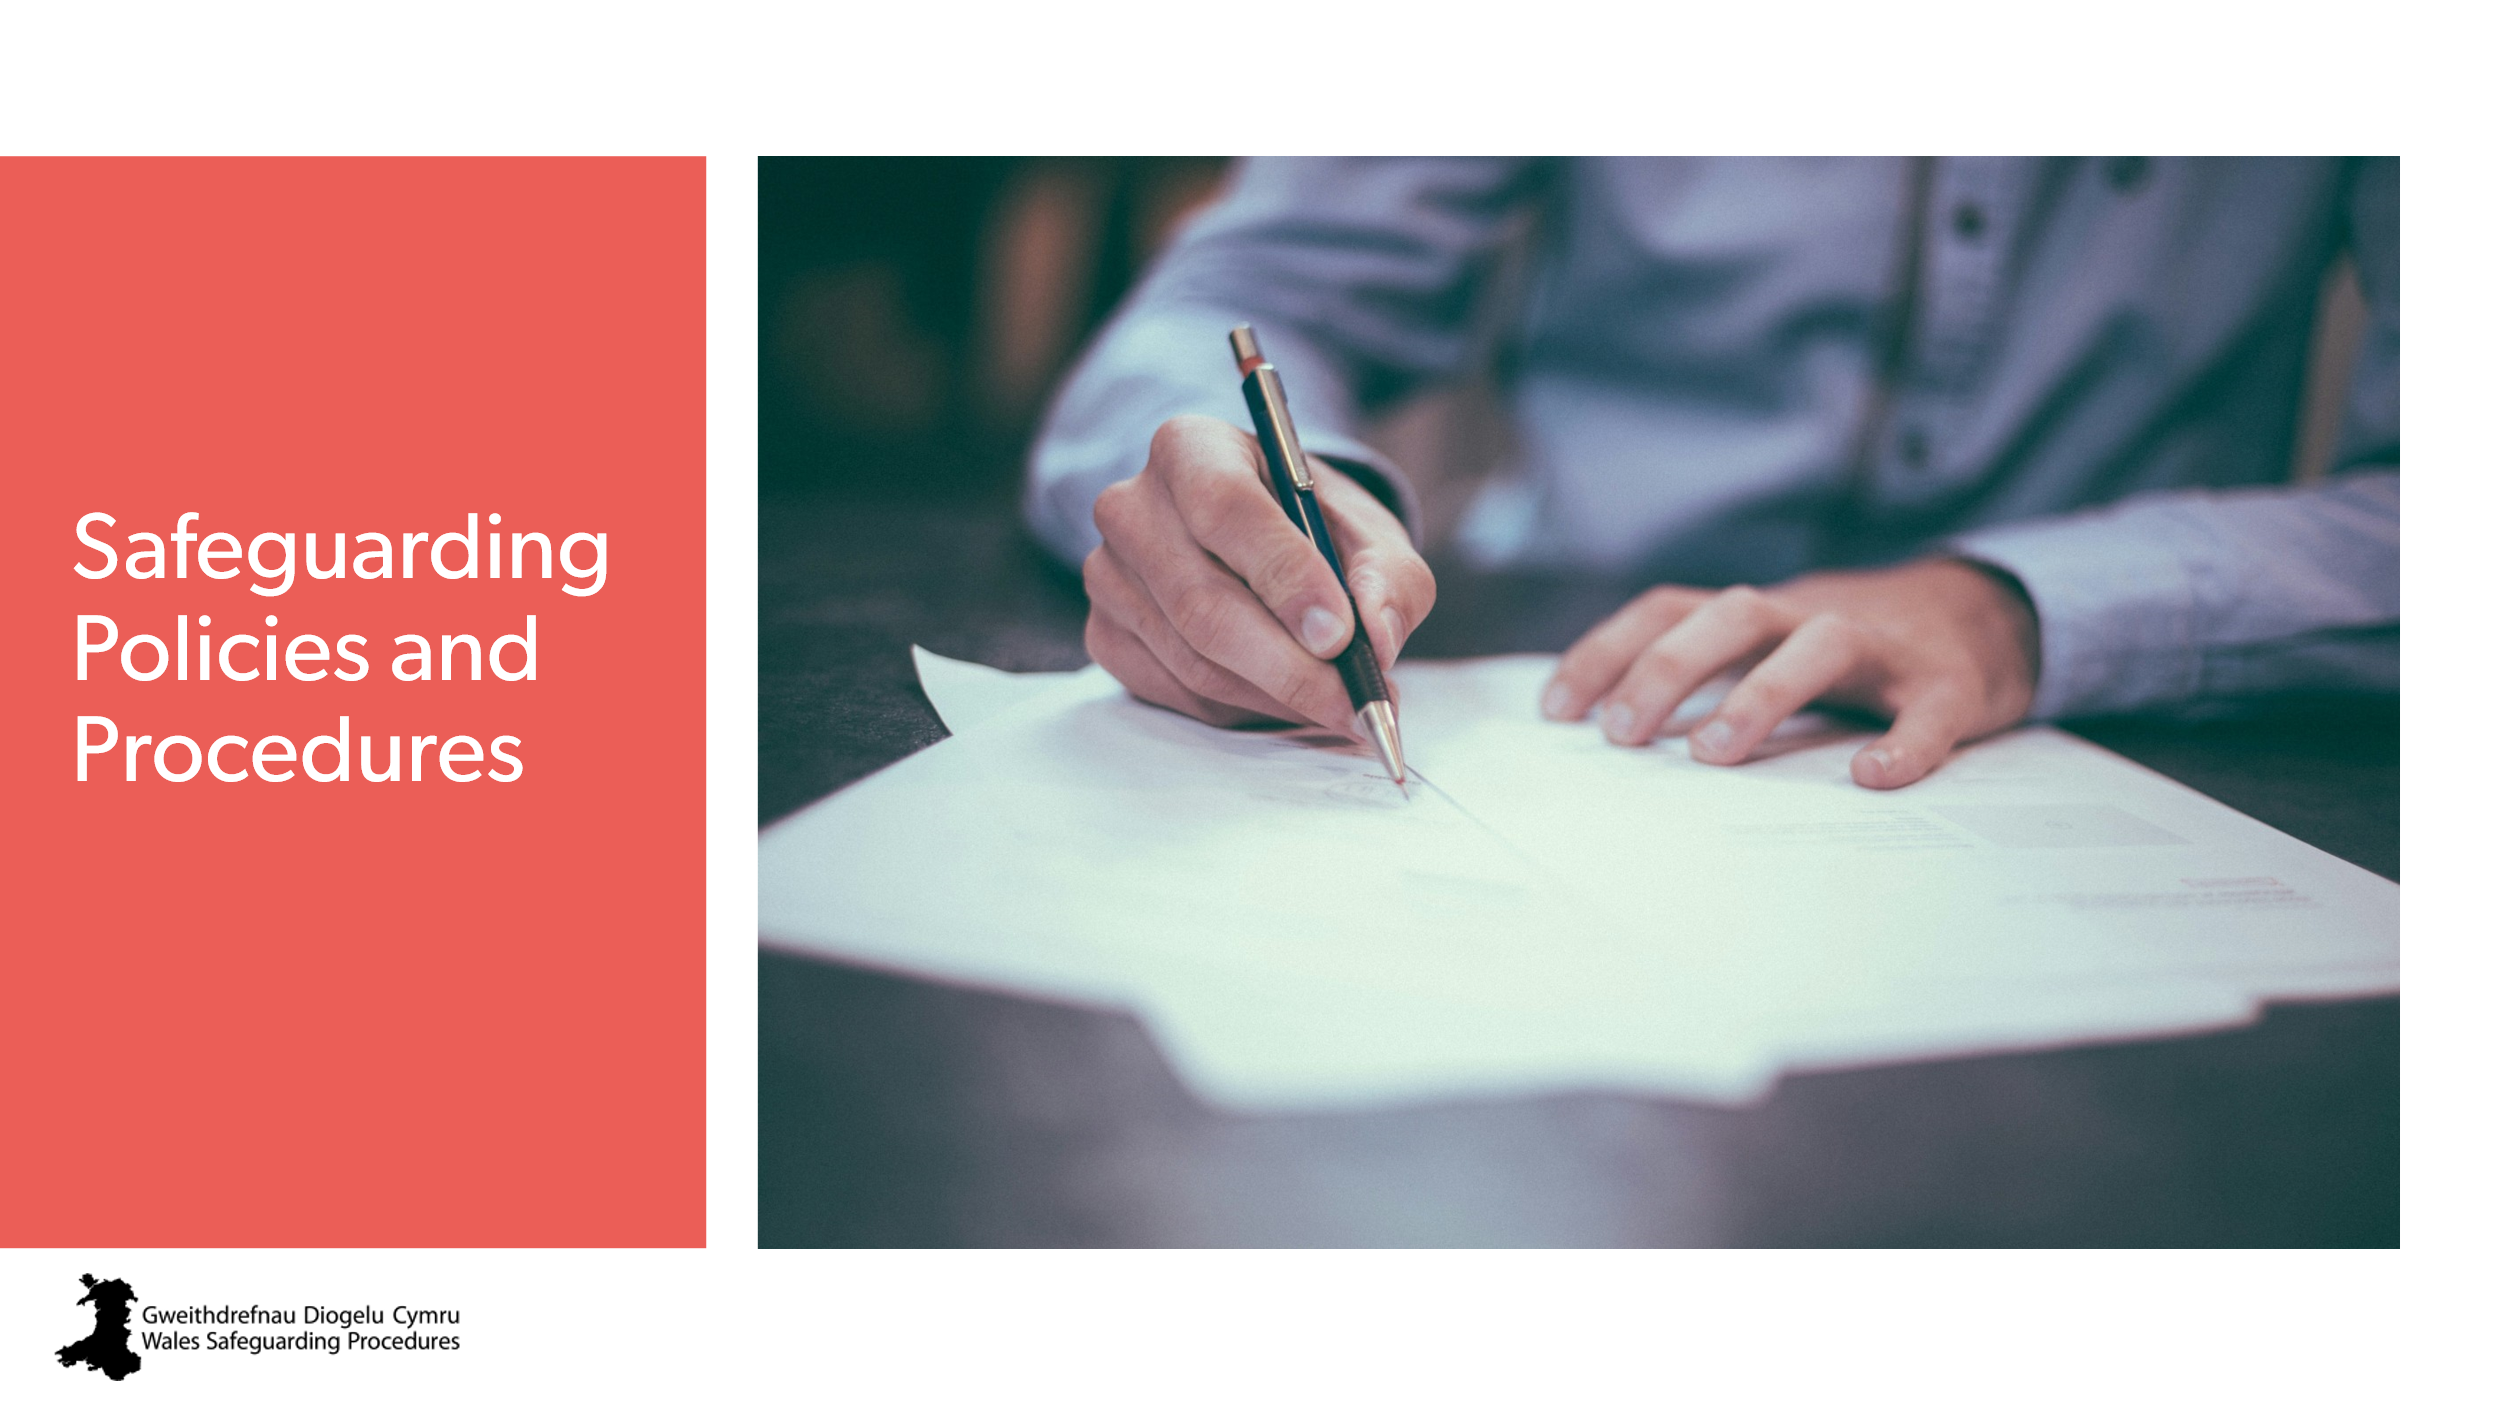 Safeguarding
Policies and
Procedures
Gweithdrefnau Diogelu Cymru
Wales Safeguarding Procedures